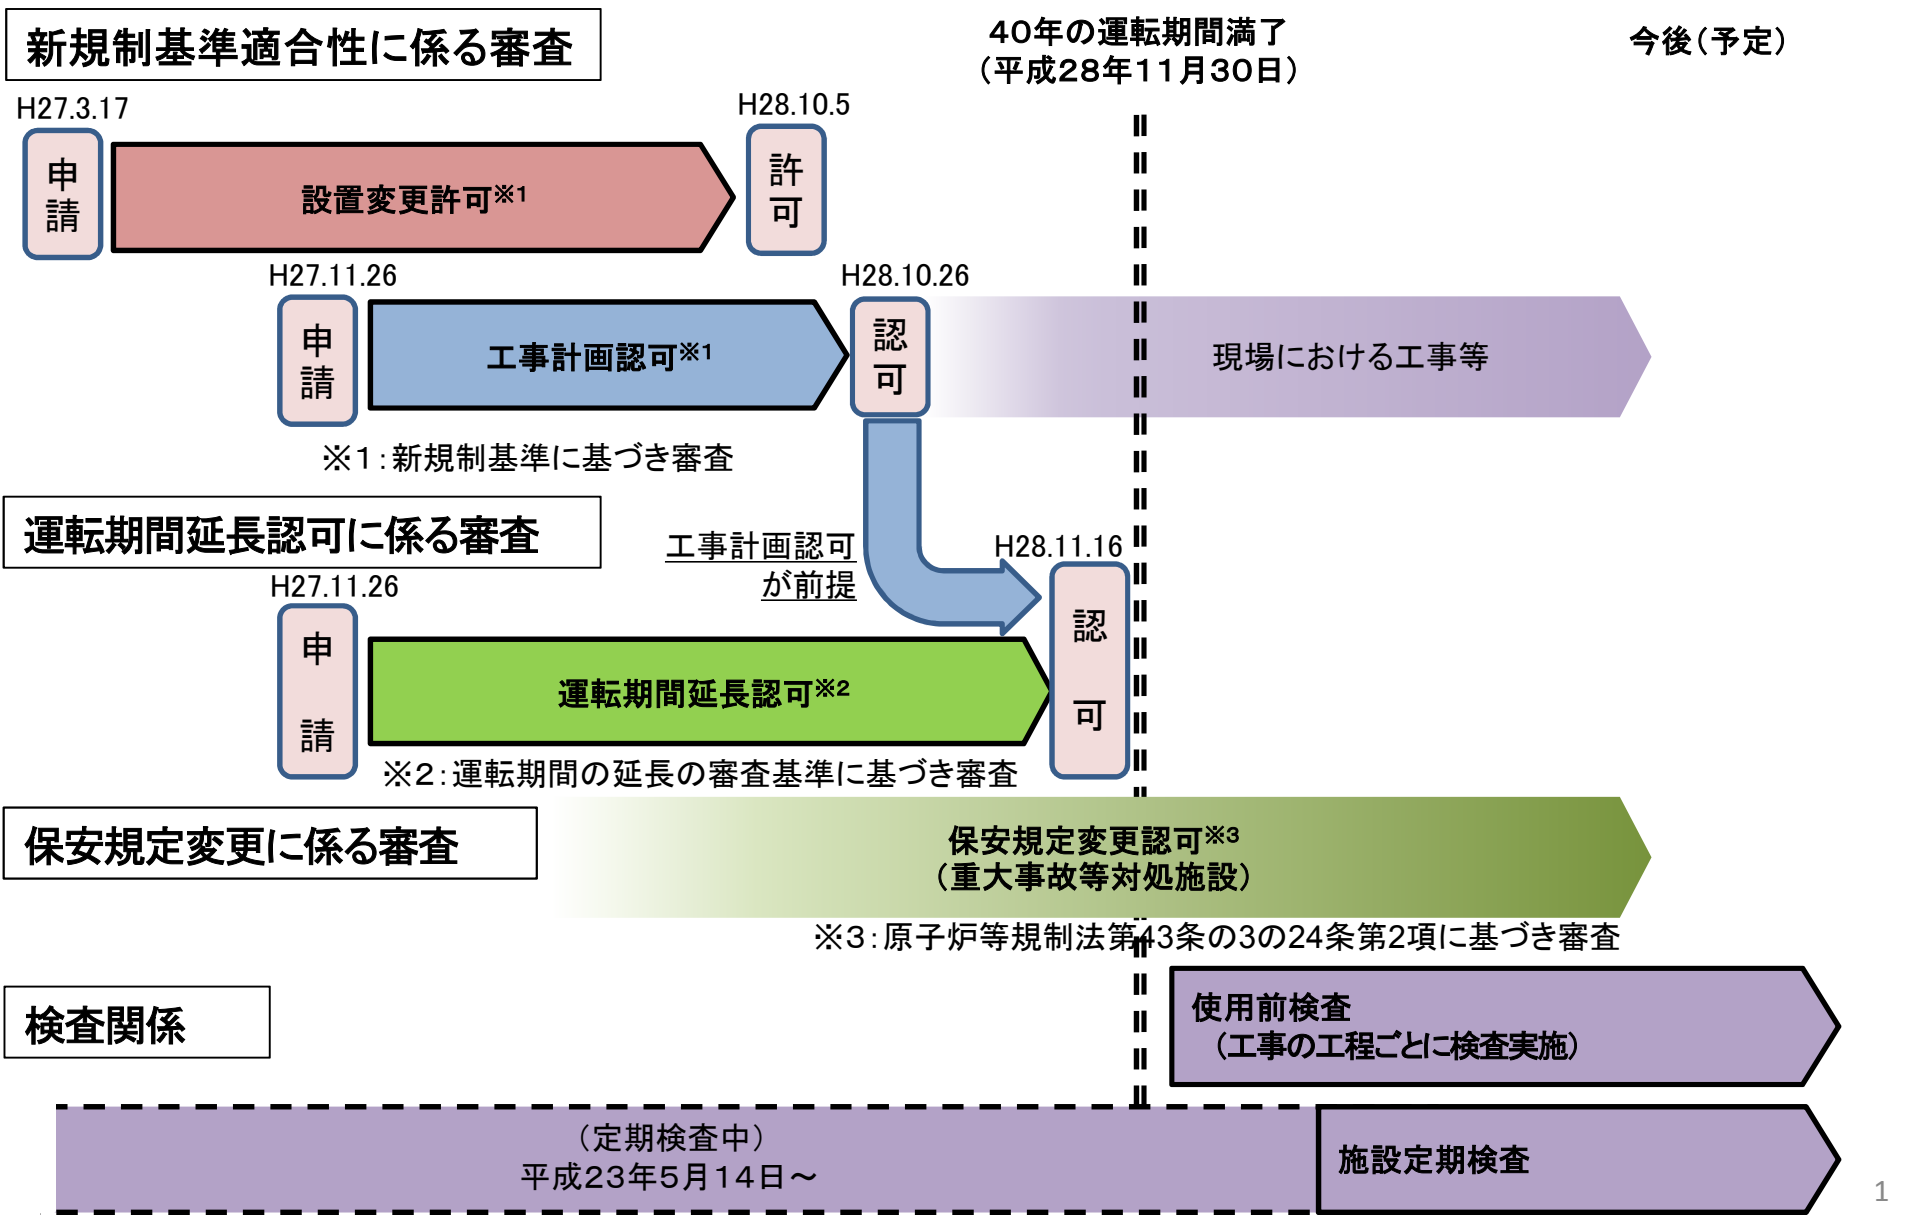 新規制基準適合性に係る審査
40年の運転期間満了
（平成28年11月30日）
今後（予定）
H27.3.17
H28.10.5
申
請
設置変更許可※1
許
可
H27.11.26
H28.10.26
申
請
工事計画認可※1
認
可
現場における工事等
※1：新規制基準に基づき審査
運転期間延長認可に係る審査
工事計画認可
が前提
H28.11.16
H27.11.26
申
請
運転期間延長認可※2
認
可
※2：運転期間の延長の審査基準に基づき審査
保安規定変更に係る審査
保安規定変更認可※3
（重大事故等対処施設）
※3：原子炉等規制法第43条の3の24条第2項に基づき審査
検査関係
使用前検査
（工事の工程ごとに検査実施）
（定期検査中）
平成23年5月14日～
施設定期検査
1